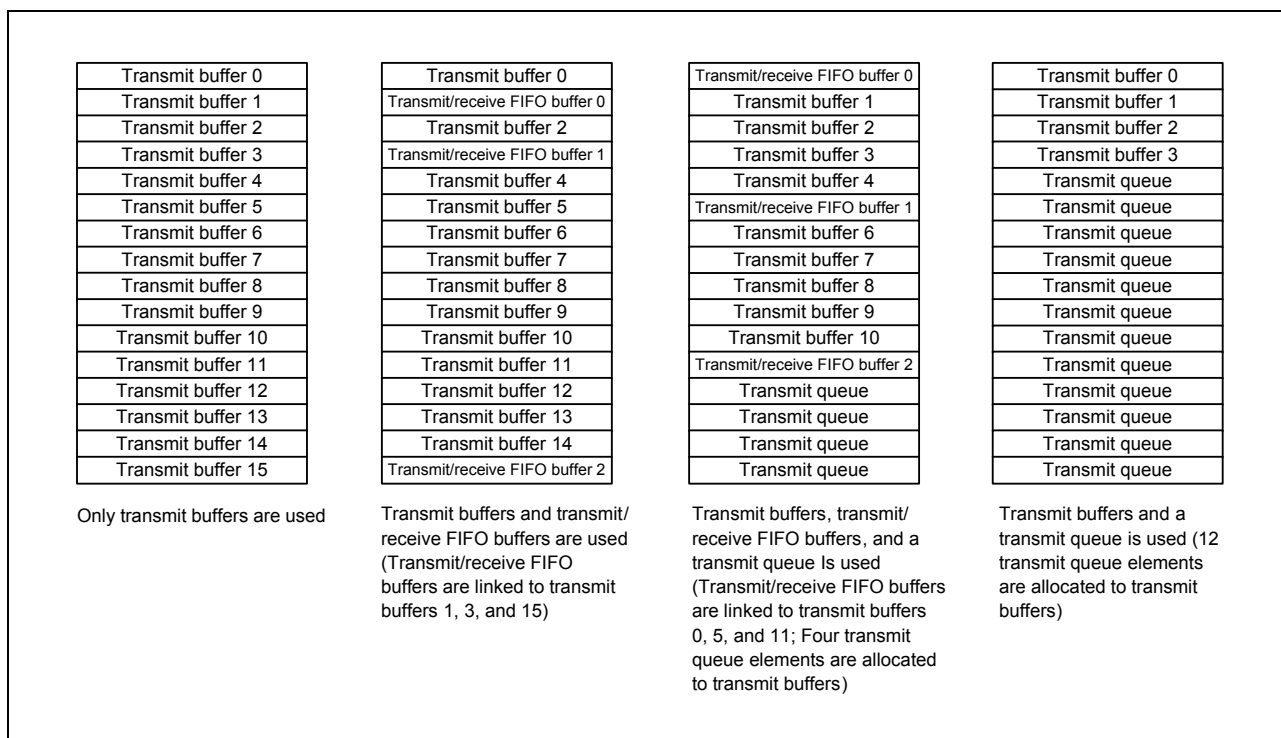 Transmit buffer 0
Transmit buffer 1
Transmit buffer 2
Transmit buffer 3
Transmit buffer 4
Transmit buffer 5
Transmit buffer 6
Transmit buffer 7
Transmit buffer 8
Transmit buffer 9
Transmit buffer 10
Transmit buffer 11
Transmit buffer 12
Transmit buffer 13
Transmit buffer 14
Transmit buffer 15
Only transmit buffers are used
Transmit buffer 0
Transmit/receive FIFO buffer 0
Transmit buffer 2
Transmit/receive FIFO buffer 1
Transmit buffer 4
Transmit buffer 5
Transmit buffer 6
Transmit buffer 7
Transmit buffer 8
Transmit buffer 9
Transmit buffer 10
Transmit buffer 11
Transmit buffer 12
Transmit buffer 13
Transmit buffer 14
Transmit/receive FIFO buffer 2
Transmit buffers and transmit/
receive FIFO buffers are used
(Transmit/receive FIFO
buffers are linked to transmit
buffers 1, 3, and 15)
Transmit/receive FIFO buffer 0
Transmit buffer 1
Transmit buffer 2
Transmit buffer 3
Transmit buffer 4
Transmit/receive FIFO buffer 1
Transmit buffer 6
Transmit buffer 7
Transmit buffer 8
Transmit buffer 9
Transmit buffer 10
Transmit/receive FIFO buffer 2
Transmit queue
Transmit queue
Transmit queue
Transmit queue
Transmit buffers, transmit/
receive FIFO buffers, and a
transmit queue Is used
(Transmit/receive FIFO buffers
are linked to transmit buffers
0, 5, and 11; Four transmit
queue elements are allocated
to transmit buffers)
Transmit buffer 0
Transmit buffer 1
Transmit buffer 2
Transmit buffer 3
Transmit queue
Transmit queue
Transmit queue
Transmit queue
Transmit queue
Transmit queue
Transmit queue
Transmit queue
Transmit queue
Transmit queue
Transmit queue
Transmit queue
Transmit buffers and a
transmit queue is used (12
transmit queue elements
are allocated to transmit
buffers)